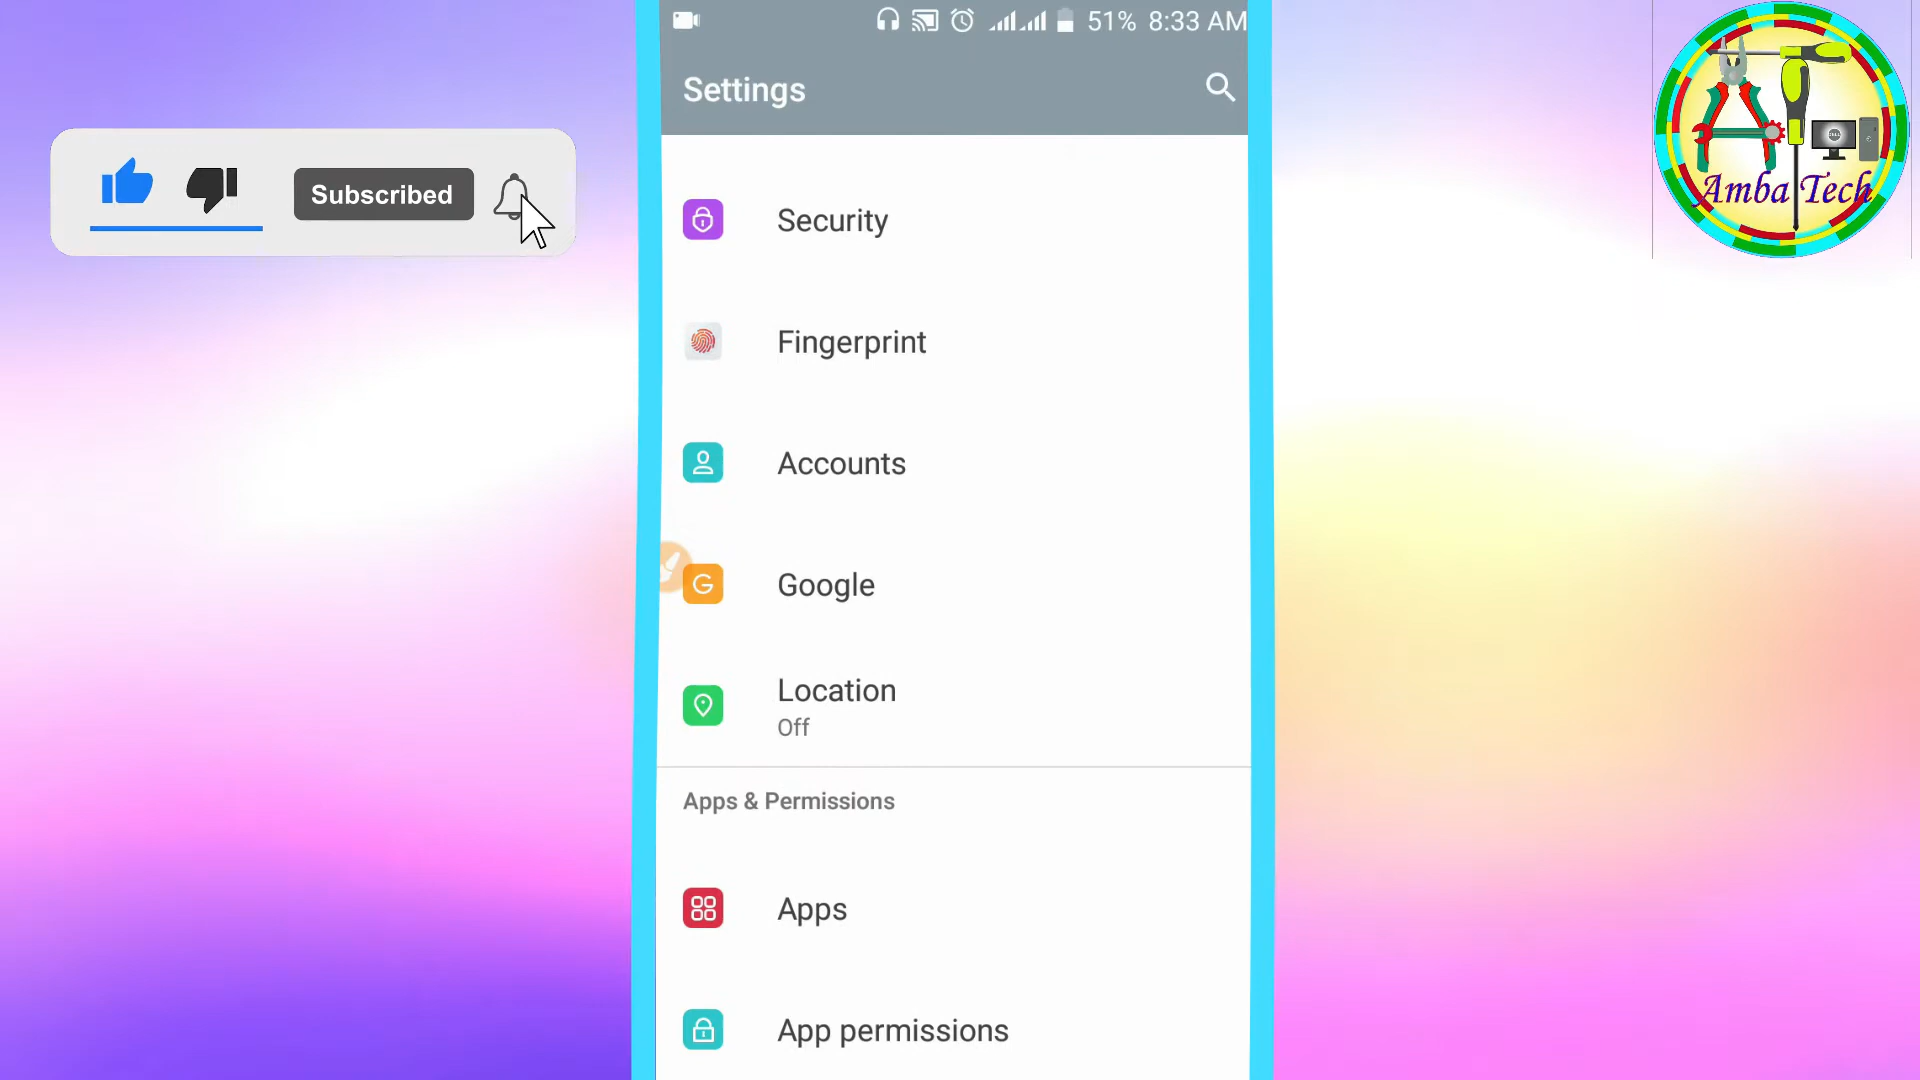 51% 8:33 AM
Settings
Subscribed
Amba Tech
Security
Fingerprint
Accounts
G Google
Location
Off
Apps & Permissions
Apps
App permissions